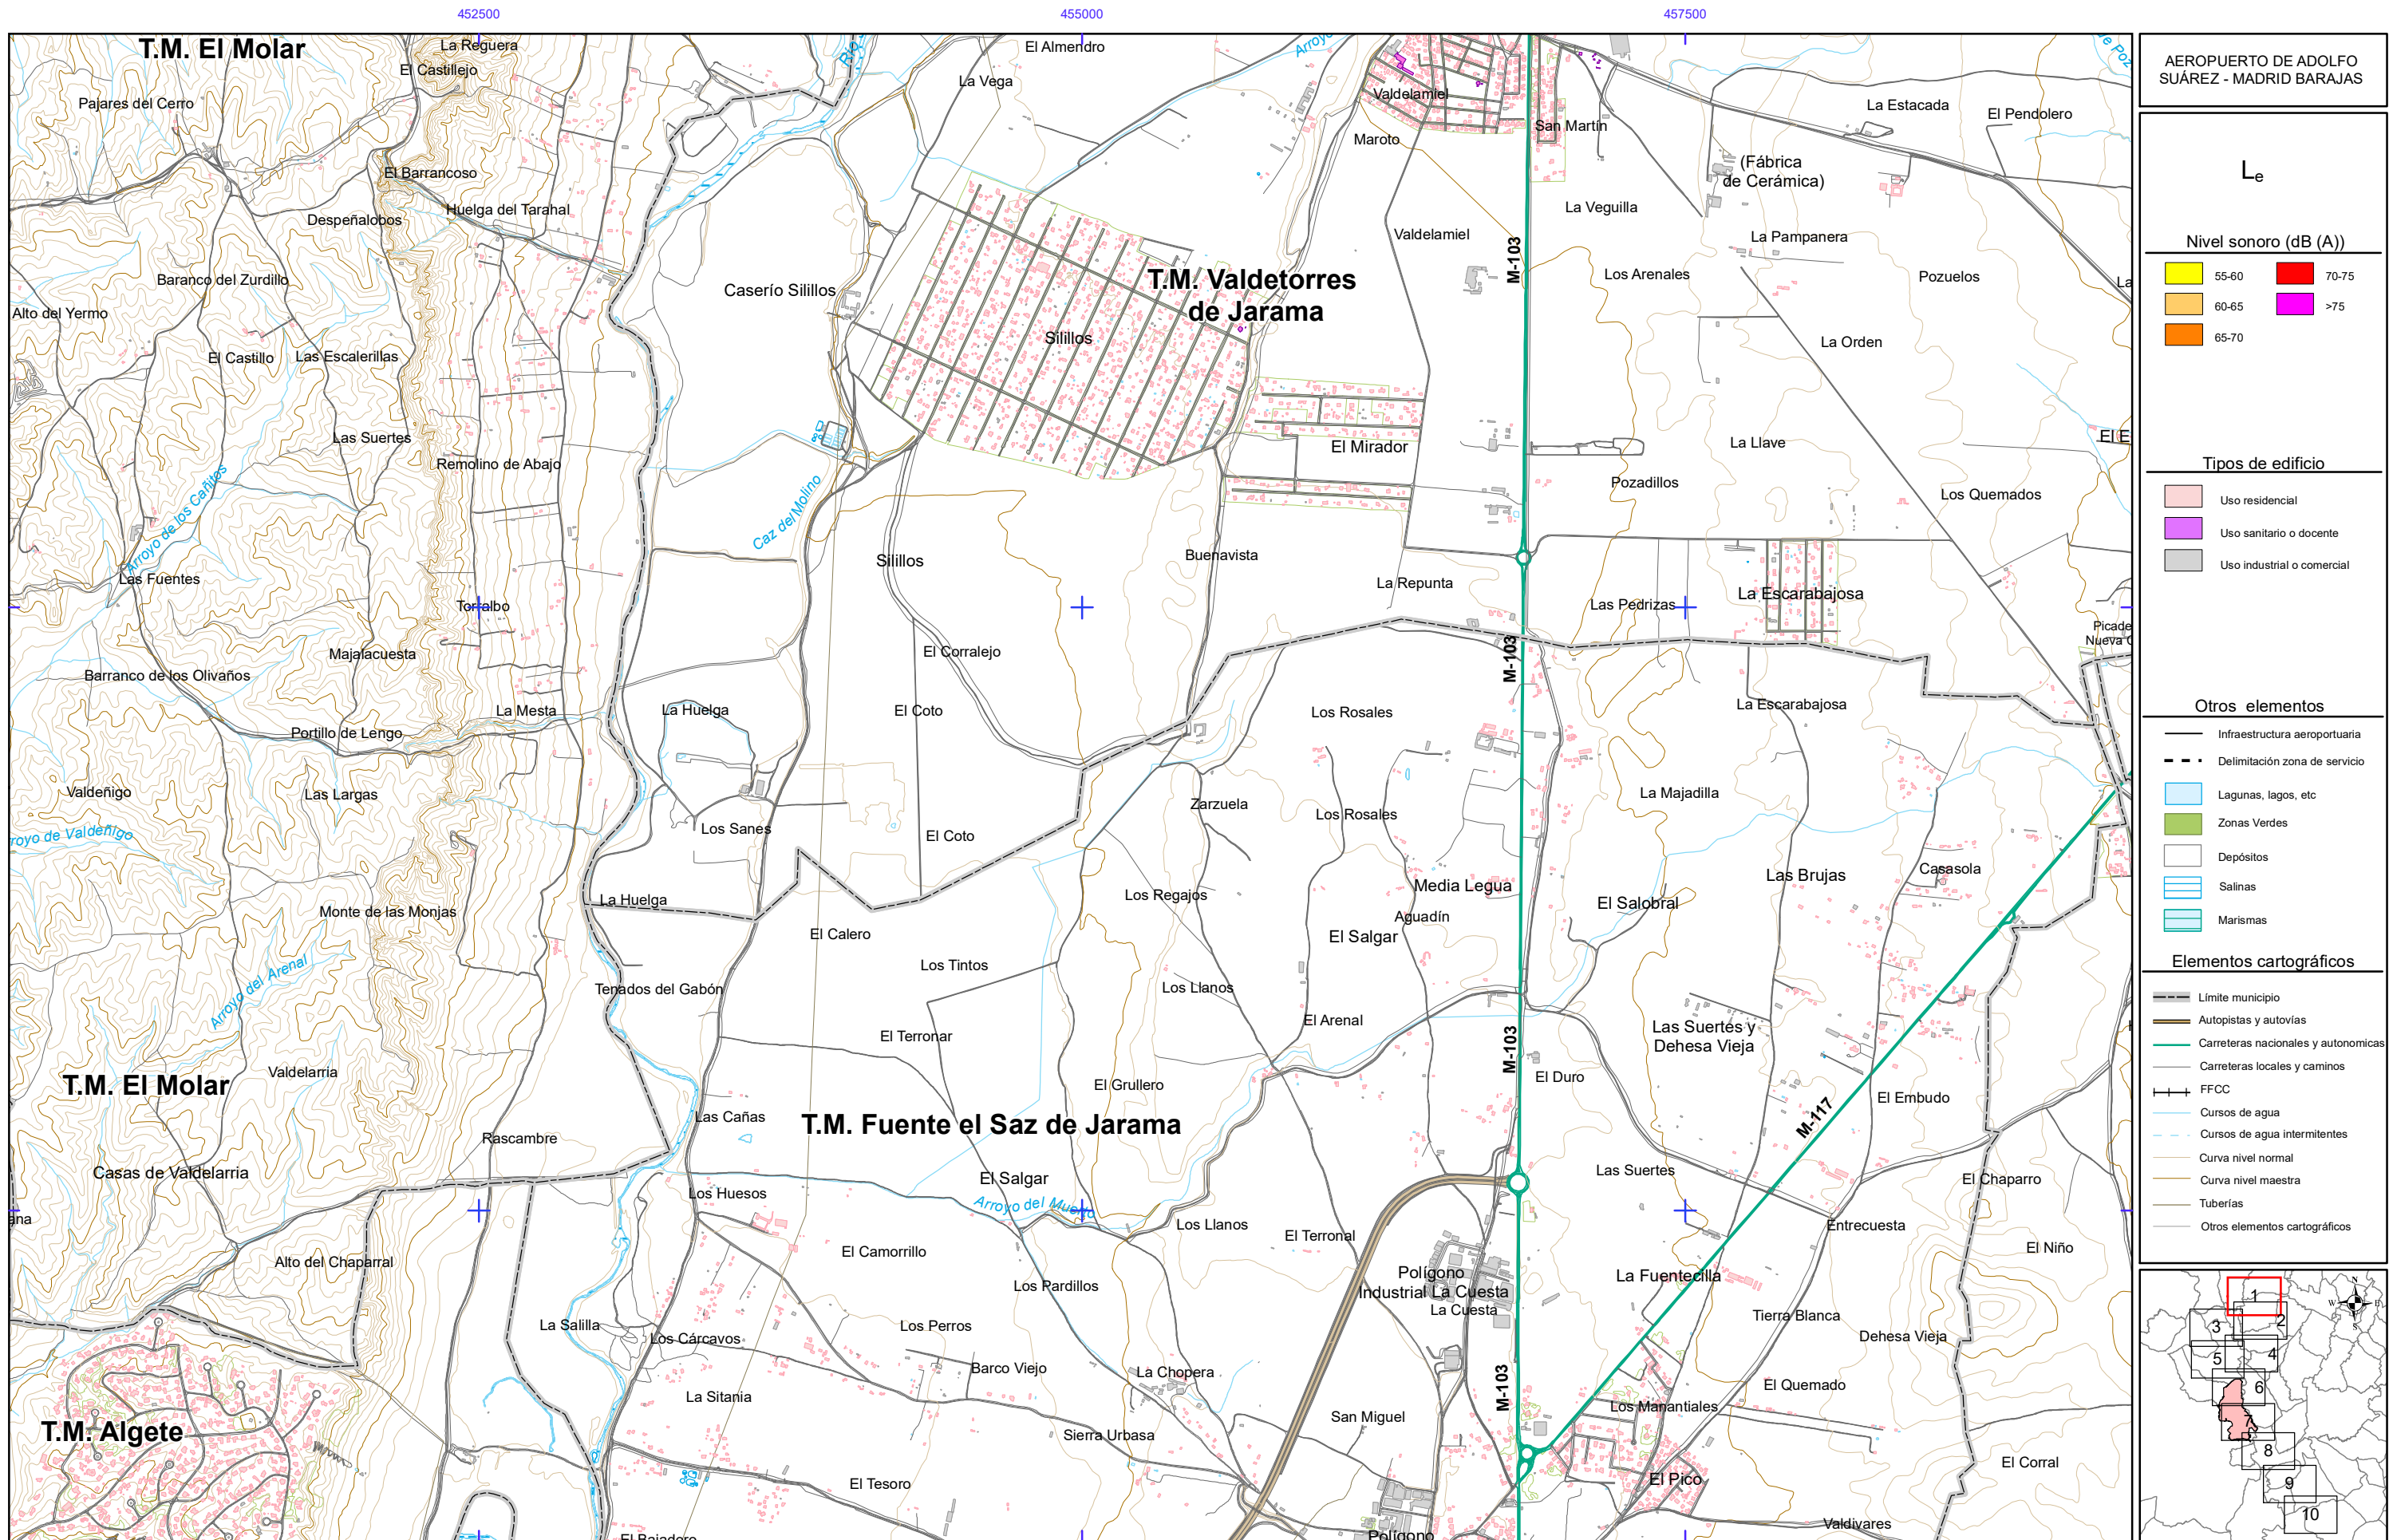 452500
455000
457500
T.M. El Molar
La Reguera
El Castillejo
Pajares del Cerro
El Almendro
La Vega
Arroyo
Río
Valdelamiel
Maroto
San Martín
La Estacada
El Pendolero
(Fábrica
de Cerámica)
El Barrancoso
Despeñalobos
Huelga del Tarahal
La Veguilla
Valdelamiel
M-103
La Pampanera
Baranco del Zurdillo
Caserío Silillos
T.M. Valdetorres
de Jarama
Los Arenales
Pozuelos
La
Alto del Yermo
El Castillo
Las Escalerillas
Silillos
La Orden
Las Suertes
Remolino de Abajo
El Mirador
La Llave
Arroyo de los Cañitos
Caz del Molino
Pozadillos
Los Quemados
Las Fuentes
Silillos
Buenavista
La Repunta
Torralbo
Las Pedrizas
La Escarabajosa
Picade
Nueva
Majalacuesta
El Corralejo
M-103
Barranco de los Olivaños
La Mesta
La Huelga
El Coto
Los Rosales
La Escarabajosa
Portillo de Lengo
Valdeñigo
Las Largas
Zarzuela
La Majadilla
royo de Valdeñigo
Los Sanes
El Coto
Los Rosales
Monte de las Monjas
La Huelga
Los Regajos
Media Legua
Las Brujas
Casasola
Aguadín
El Salobral
El Calero
El Salgar
Arroyo del Arenal
Los Tintos
Tenados del Gabón
Los Llanos
El Arenal
Las Suertes y
Dehesa Vieja
El Terronar
M-103
T.M. El Molar
Valdelarria
El Grullero
El Duro
El Embudo
Las Cañas
T.M. Fuente el Saz de Jarama
M-117
Rascambre
Casas de Valdelarria
El Salgar
Las Suertes
El Chaparro
Los Huesos
Arroyo del Muerto
ana
Los Llanos
El Terronal
Entrecuesta
El Niño
Alto del Chaparral
El Camorrillo
Los Pardillos
Polígono
Industrial La Cuesta
La Cuesta
La Fuentecilla
Tierra Blanca
La Salilla
Los Cárcavos
Los Perros
Dehesa Vieja
Barco Viejo
La Chopera
M-103
La Sitania
El Quemado
T.M. Algete
San Miguel
Los Manantiales
Sierra Urbasa
El Tesoro
El Pico
El Corral
El Bajadero
Polígono
Valdivares
AEROPUERTO DE ADOLFO
SUÁREZ - MADRID BARAJAS
Le
Nivel sonoro (dB (A))
55-60
70-75
60-65
>75
65-70
Tipos de edificio
Uso residencial
Uso sanitario o docente
Uso industrial o comercial
Otros elementos
Infraestructura aeroportuaria
Delimitación zona de servicio
Lagunas, lagos, etc
Zonas Verdes
Depósitos
Salinas
Marismas
Elementos cartográficos
Límite municipio
Autopistas y autovías
Carreteras nacionales y autonomicas
Carreteras locales y caminos
FFCC
Cursos de agua
Cursos de agua intermitentes
Curva nivel normal
Curva nivel maestra
Tuberías
Otros elementos cartográficos
N
W
E
S
1
2
3
4
5
6
7
8
9
10